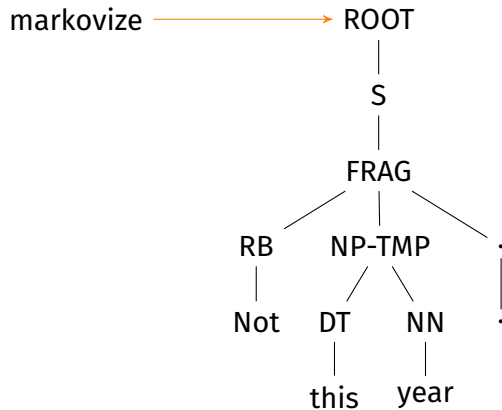 markovize ROOT
S
FRAG
RB NP-TMP .
Not DT NN .
this year